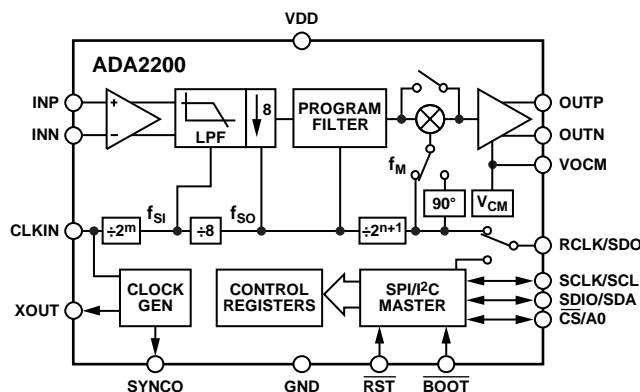 VDD
ADA2200
INP
INN
+
−
LPF
8
PROGRAM
FILTER
OUTP
OUTN
VOCM
fM
90°
VCM
CLKIN
÷2m
fSI
÷8
fSO
÷2n+1
RCLK/SDO
XOUT
CLOCK
GEN
CONTROL
REGISTERS
SPI/I2C
MASTER
SCLK/SCL
SDIO/SDA
CS/A0
SYNCO
GND
RST
BOOT